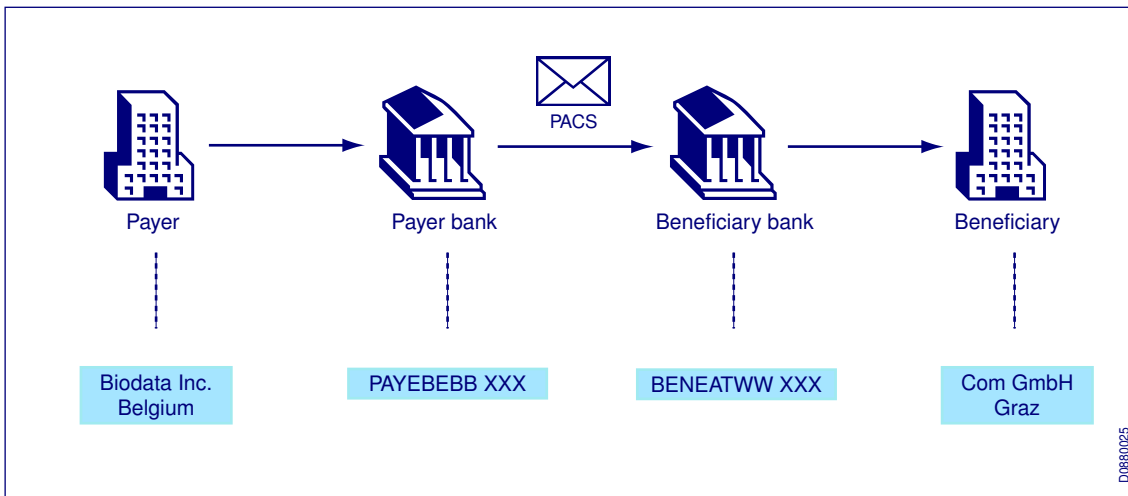 PACS
Payer
Payer bank
Beneficiary bank
Beneficiary
Biodata Inc.
Belgium
PAYEBEBB XXX
BENEATWW XXX
Com GmbH
Graz
D0880025